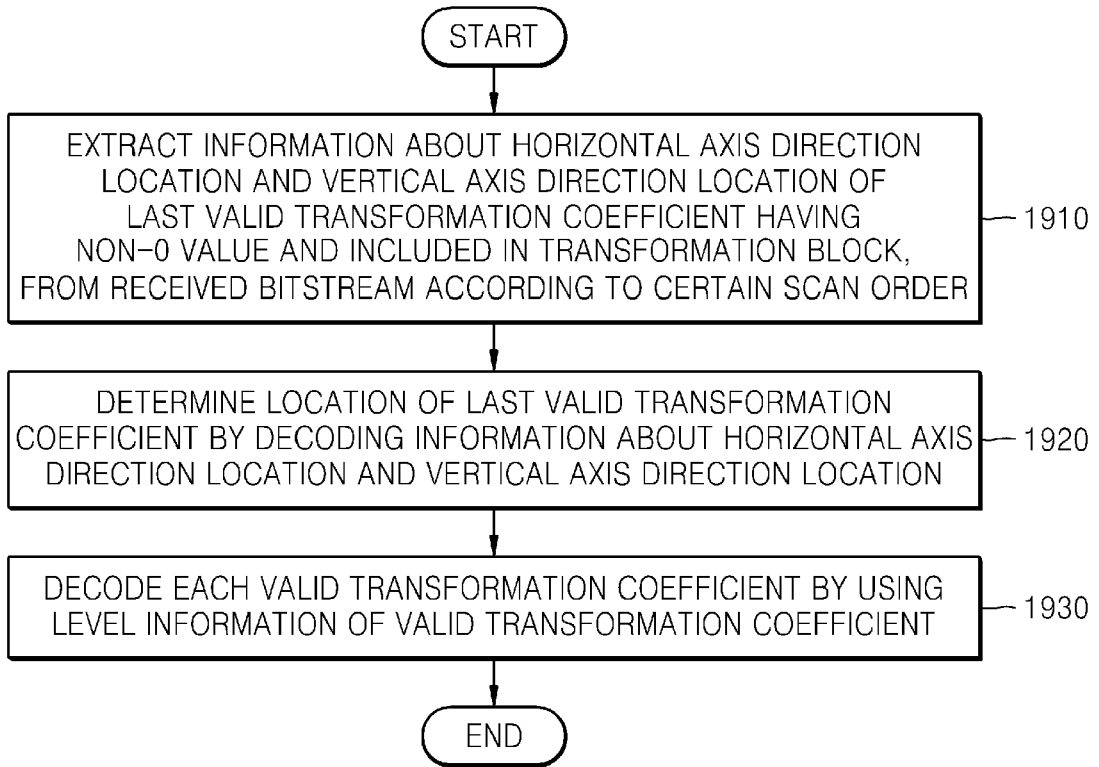 START
EXTRACT INFORMATION ABOUT HORIZONTAL AXIS DIRECTION
LOCATION AND VERTICAL AXIS DIRECTION LOCATION OF
LAST VALID TRANSFORMATION COEFFICIENT HAVING
NON-0 VALUE AND INCLUDED IN TRANSFORMATION BLOCK,
FROM RECEIVED BITSTREAM ACCORDING TO CERTAIN SCAN ORDER
1910
DETERMINE LOCATION OF LAST VALID TRANSFORMATION
COEFFICIENT BY DECODING INFORMATION ABOUT HORIZONTAL AXIS
DIRECTION LOCATION AND VERTICAL AXIS DIRECTION LOCATION
1920
DECODE EACH VALID TRANSFORMATION COEFFICIENT BY USING
LEVEL INFORMATION OF VALID TRANSFORMATION COEFFICIENT
1930
END